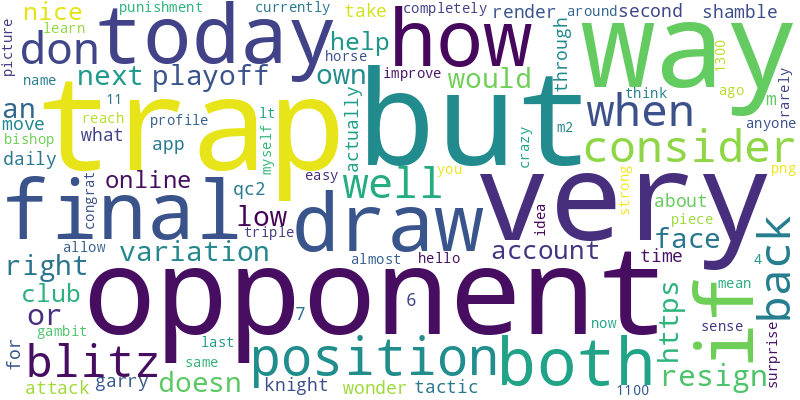 nice
punishment
currently
take
completely
render
around
second
shamble
picture
learn
don
today
how
way
help
horse
through
1300
name
next
playoff
own
improve
would
ago
rarely
an
11
trap
but
when
m
move
reach
what
profile
lt
actually
m2
think
anyone
bishop
app
myself
crazy
consider
daily
congrat
online
qc2
easy
well
you
very
strong
png
final
low
draw
idea
about
piece
triple
account
face
back
right
allow
variation
almost
hello
time
4
club
opponent
6
https
mean
if
or
7
now
sense
surprise
gambit
last
for
blitz
same
position
both
resign
attack
garry
doesn
knight
wonder
tactic
1100